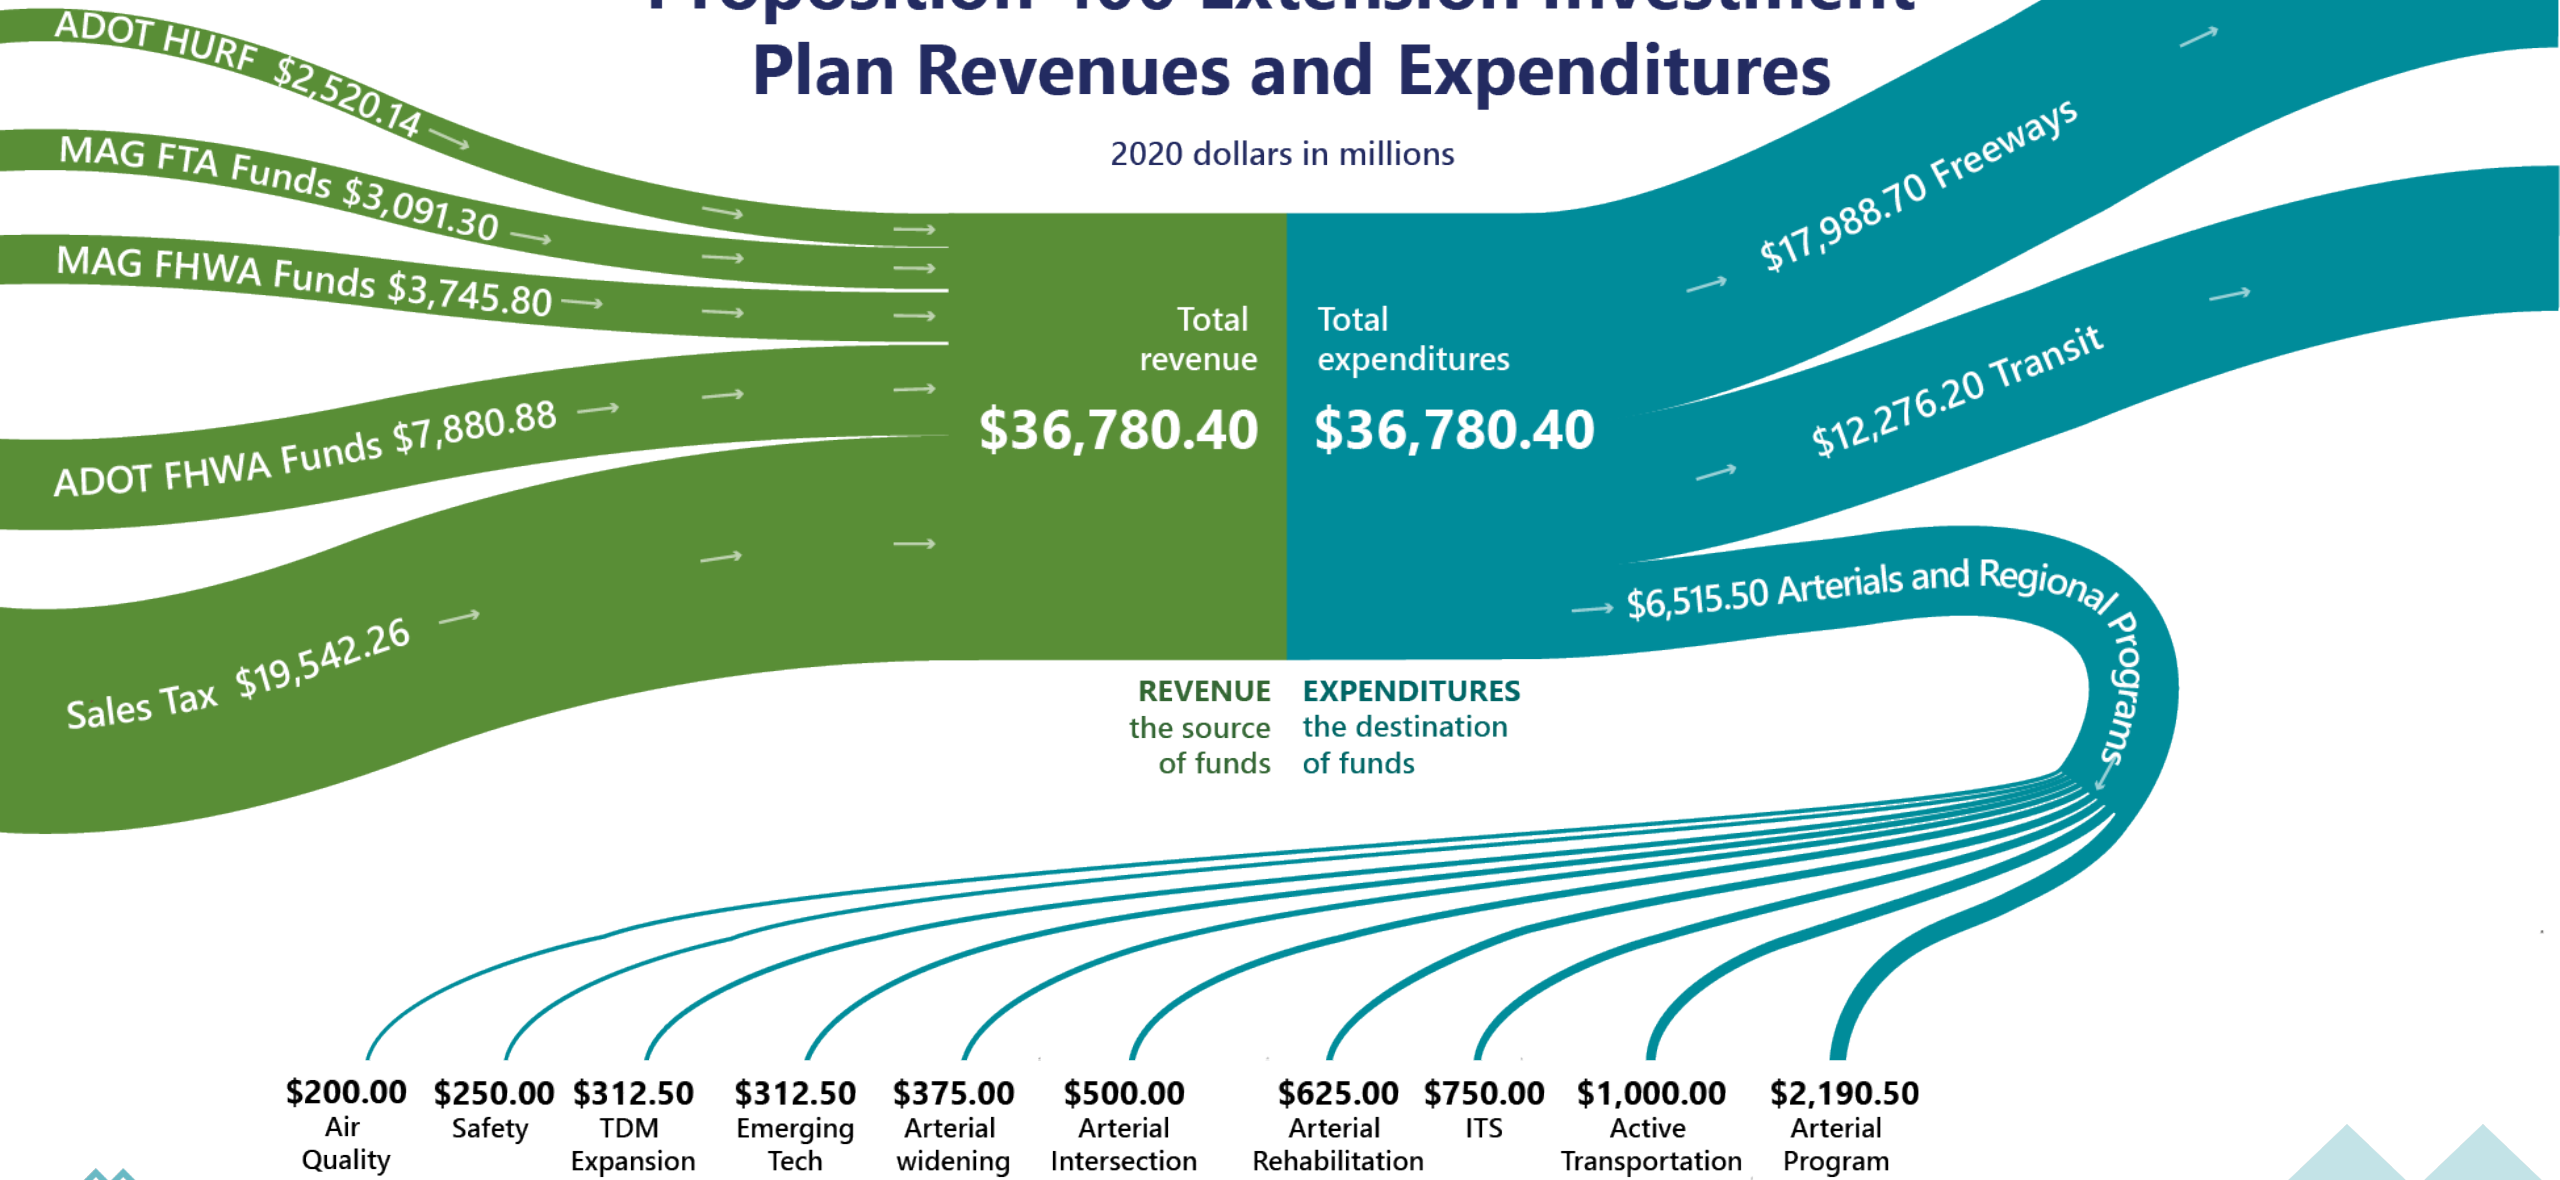 Proposition 400 Extension Investment
Plan Revenues and Expenditures
2020 dollars in millions
ADOT HURF $2,520.14
MAG FTA Funds $3,091.30
MAG FHWA Funds $3,745.80
ADOT FHWA Funds $7,880.88
Sales Tax $19,542.26
Total
revenue
$36,780.40
Total
expenditures
$36,780.40
$17,988.70 Freeways
$12,276.20 Transit
$6,515.50 Arterials and Regional Programs
REVENUE
the source
of funds
EXPENDITURES
the destination
of funds
$200.00
Air
Quality
$250.00
Safety
$312.50
TDM
Expansion
$312.50
Emerging
Tech
$375.00
Arterial
widening
$500.00
Arterial
Intersection
$625.00
Arterial
Rehabilitation
$750.00
ITS
$1,000.00
Active
Transportation
$2,190.50
Arterial
Program